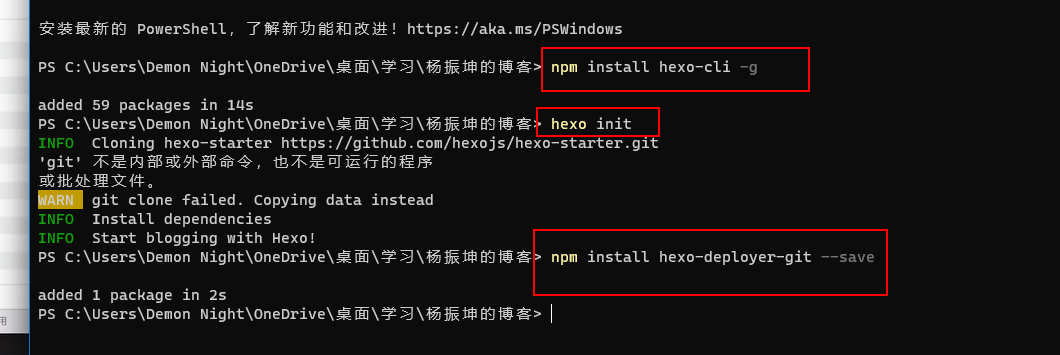 安装最新的 PowerShell，了解新功能和改进！https://aka.ms/PSWindows
PS C:\Users\Demon Night\OneDrive\桌面\学习\杨振坤的博客> npm install hexo-cli -g
added 59 packages in 14s
PS C:\Users\Demon Night\OneDrive\桌面\学习\杨振坤的博客> hexo init
INFO  Cloning hexo-starter https://github.com/hexojs/hexo-starter.git
'git' 不是内部或外部命令，也不是可运行的程序
或批处理文件。
WARN  git clone failed. Copying data instead
INFO  Install dependencies
INFO  Start blogging with Hexo!
PS C:\Users\Demon Night\OneDrive\桌面\学习\杨振坤的博客> npm install hexo-deployer-git --save
added 1 package in 2s
PS C:\Users\Demon Night\OneDrive\桌面\学习\杨振坤的博客>
用